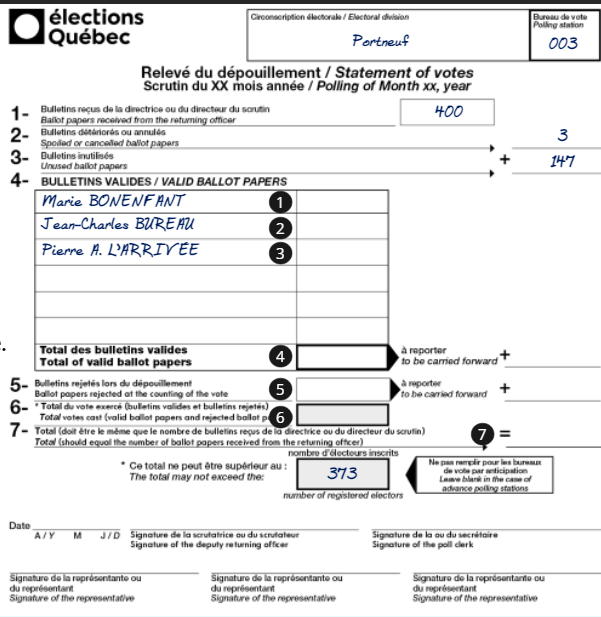 élections
Québec
Circonscription électorale / Electoral division
Portneuf
Bureau de vote
Polling station
003
Relevé du dépouillement / Statement of votes
Scrutin du XX mois année / Polling of Month xx, year
1- Bulletins reçus de la directrice ou du directeur du scrutin
Ballot papers received from the returning officer
400
2- Bulletins détériorés ou annulés
Spoiled or cancelled ballot papers
3
3- Bulletins inutilisés
Unused ballot papers
+ 147
4- BULLETINS VALIDES / VALID BALLOT PAPERS
Marie BONENFANT 1
Jean-Charles BUREAU 2
Pierre A. L'ARRIVÉE 3
e.
Total des bulletins valides
Total of valid ballot papers
4
à reporter
to be carried forward +
5- Bulletins rejetés lors du dépouillement
Ballot papers rejected at the counting of the vote
5
à reporter
to be carried forward +
6- * Total du vote exercé (bulletins valides et bulletins rejetés)
Total votes cast (valid ballot papers and rejected ballot p
6
7- Total (doit être le même que le nombre de bulletins reçus de la directrice ou du directeur du scrutin)
Total (should equal the number of ballot papers received from the returning officer)
7 =
nombre d'électeurs inscrits
* Ce total ne peut être supérieur au :
The total may not exceed the:
373
number of registered electors
Ne pas remplir pour les bureaux
de vote par anticipation
Leave blank in the case of
advance polling stations
Date
A / Y M J / D
Signature de la scrutatrice ou du scrutateur
Signature of the deputy returning officer
Signature de la ou du secrétaire
Signature of the poll clerk
Signature de la représentante ou
du représentant
Signature of the representative
Signature de la représentante ou
du représentant
Signature of the representative
Signature de la représentante ou
du représentant
Signature of the representative